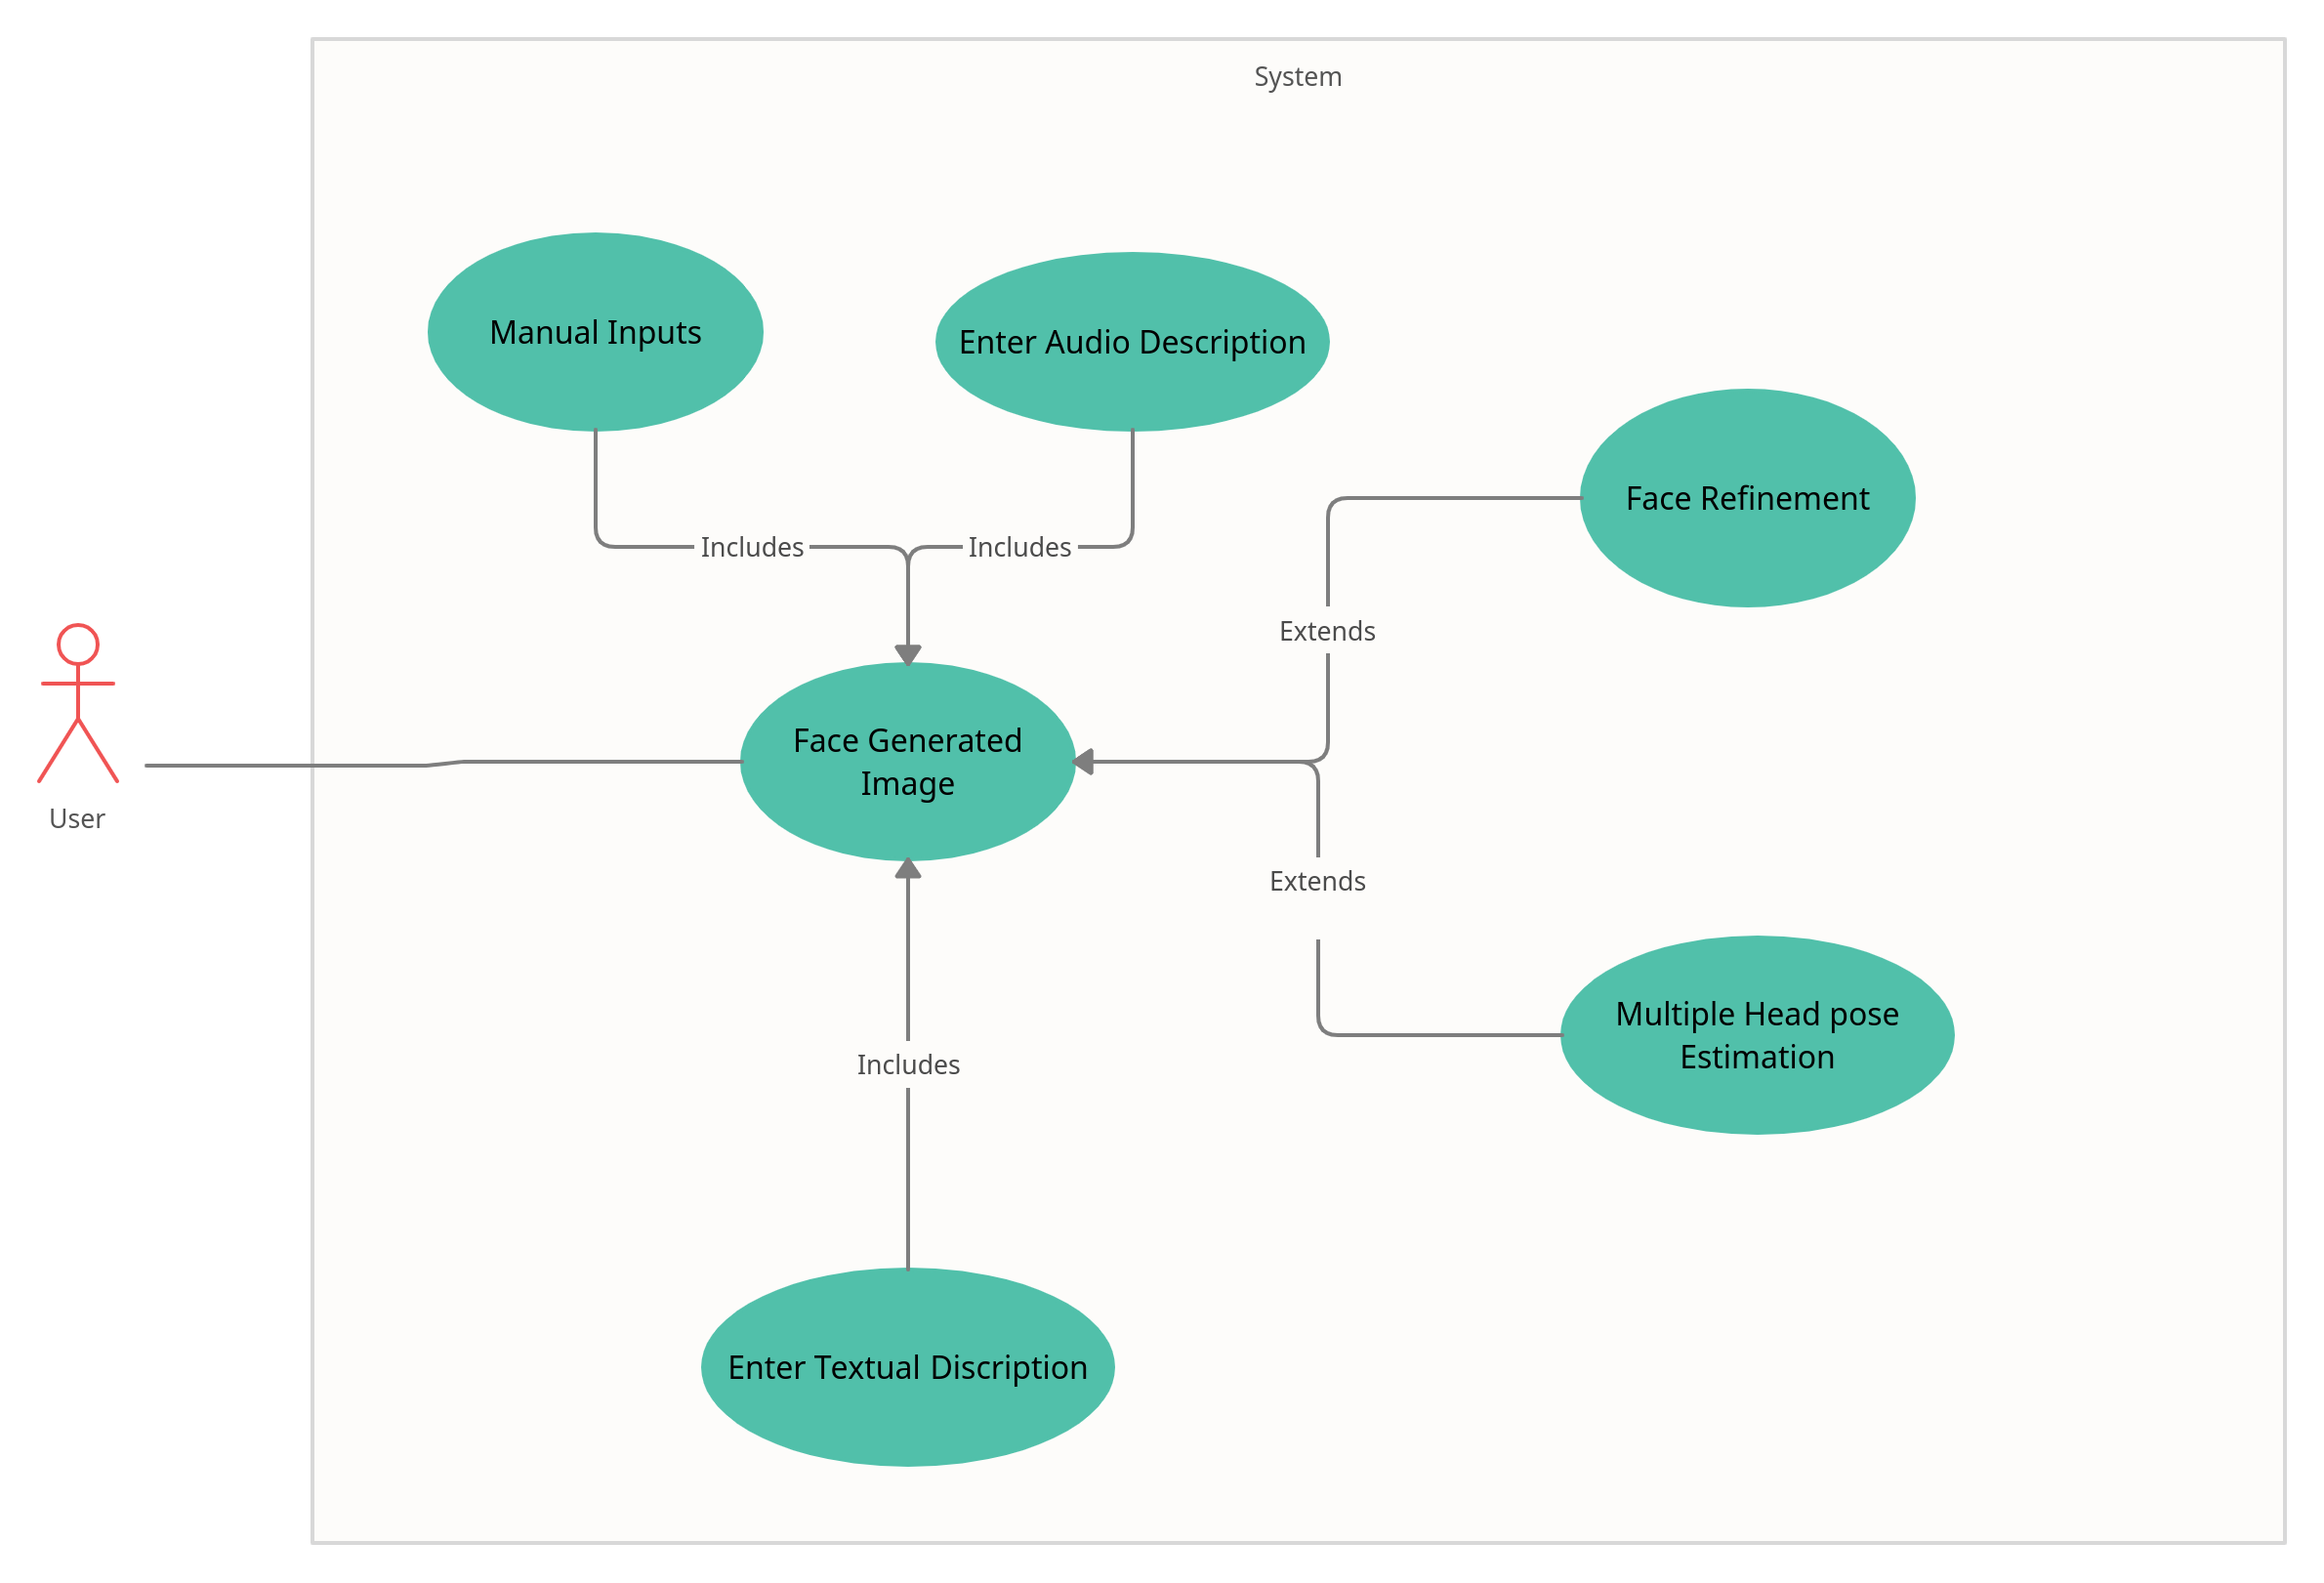 System
Manual Inputs
Enter Audio Description
Face Refinement
Includes
Includes
Extends
Face Generated
Image
User
Extends
Multiple Head pose
Estimation
Includes
Enter Textual Discription